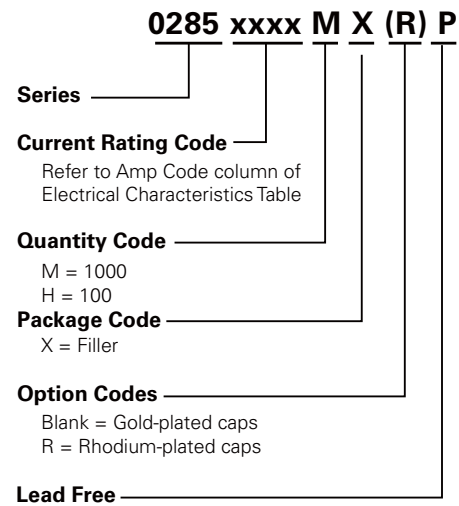 0285 xxxx M X (R) P
Series
Current Rating Code
Refer to Amp Code column of
Electrical Characteristics Table
Quantity Code
M = 1000
H = 100
Package Code
X = Filler
Option Codes
Blank = Gold-plated caps
R = Rhodium-plated caps
Lead Free